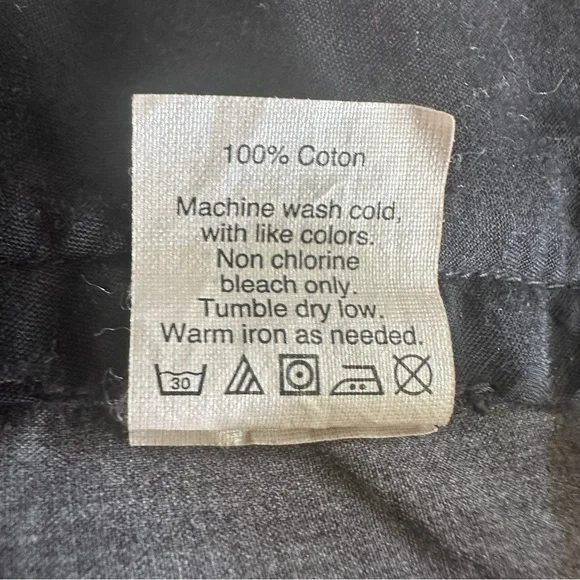 100% Coton
Machine wash cold,
with like colors.
Non chlorine
bleach only.
Tumble dry low.
Warm iron as needed.
30